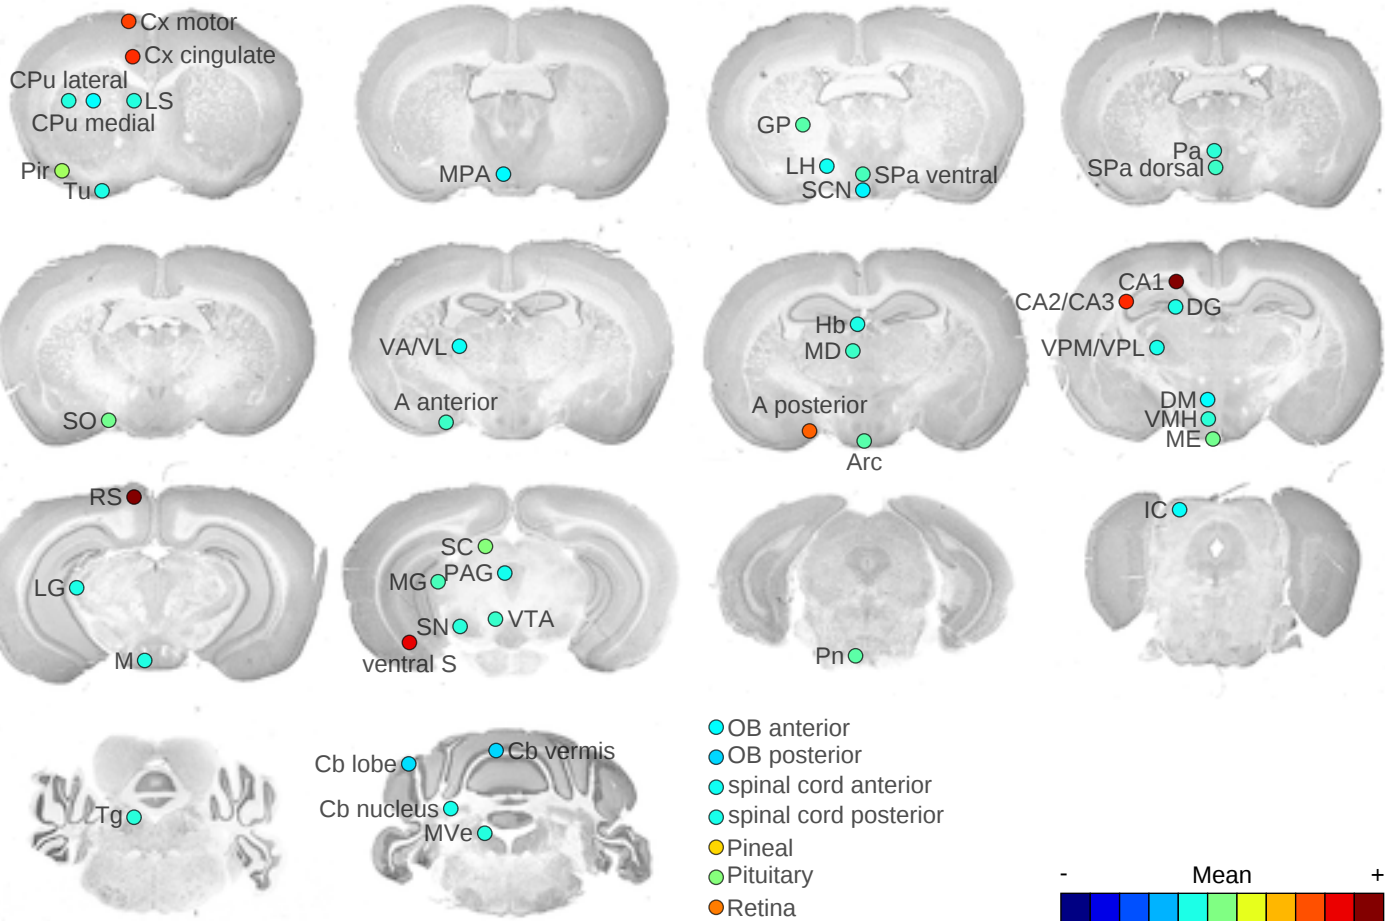 Cx motor
Cx cingulate
CPu lateral
LS
CPu medial
Pir
Tu
MPA
GP
LH
SPa ventral
SCN
Pa
SPa dorsal
SO
VA/VL
A anterior
Hb
MD
A posterior
Arc
CA1
CA2/CA3
DG
VPM/VPL
DM
VMH
ME
RS
LG
M
SC
MG
PAG
SN
VTA
ventral S
Pn
IC
Tg
Cb lobe
Cb vermis
Cb nucleus
MVe
OB anterior
OB posterior
spinal cord anterior
spinal cord posterior
Pineal
Pituitary
Retina
- Mean +